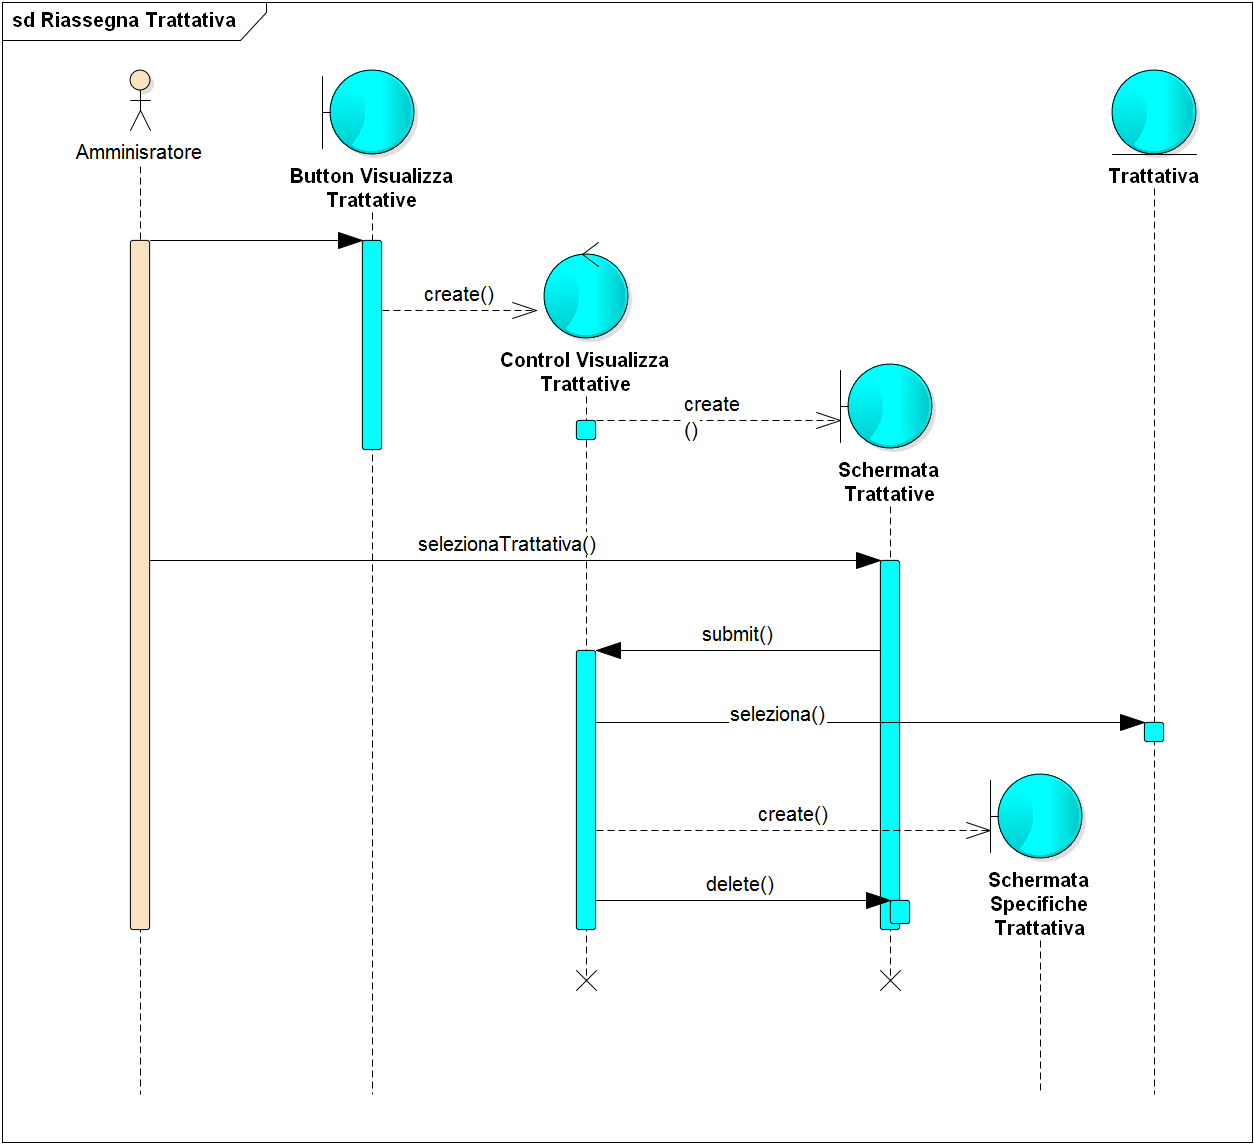 sd Riassegna Trattativa
Amminisratore
Button Visualizza
Trattative
Trattativa
create()
Control Visualizza
Trattative
create
()
Schermata
Trattative
selezionaTrattativa()
submit()
seleziona()
create()
Schermata
Specifiche
Trattativa
delete()